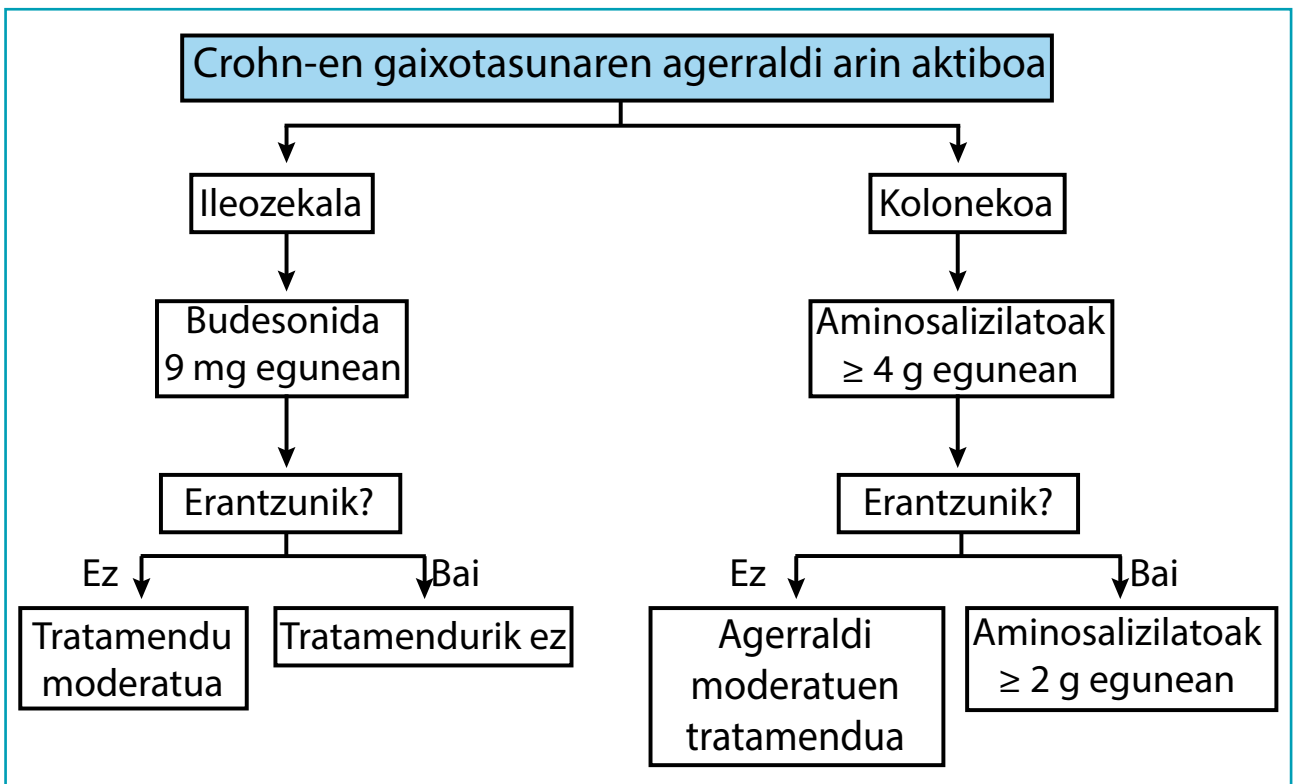 Crohn-en gaixotasunaren agerraldi arin aktiboa
Ileozekala
Kolonekoa
Budesonida
9 mg egunean
Aminosalizilatoak
≥ 4 g egunean
Erantzunik?
Erantzunik?
Ez
Bai
Ez
Bai
Tratamendu
moderatua
Tratamendurik ez
Agerraldi
moderatuen
tratamendua
Aminosalizilatoak
≥ 2 g egunean